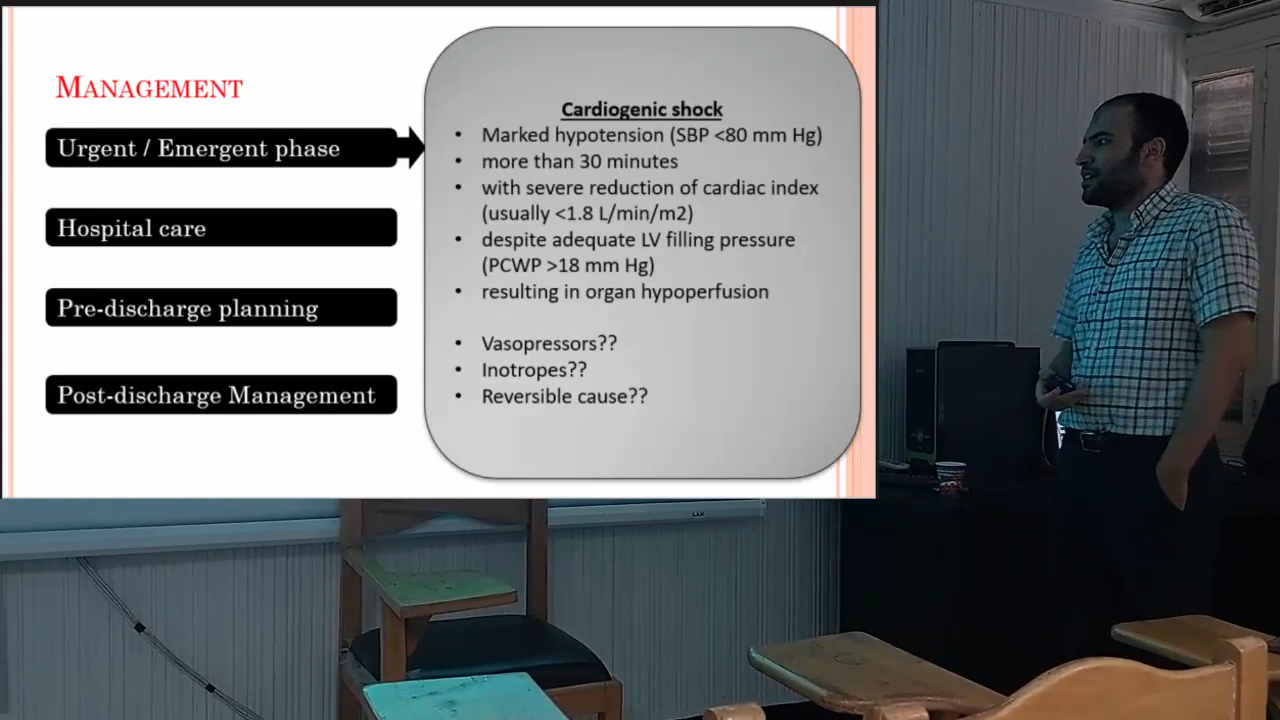 MANAGEMENT
Urgent / Emergent phase
Hospital care
Pre-discharge planning
Post-discharge Management
Cardiogenic shock
• Marked hypotension (SBP <80 mm Hg)
• more than 30 minutes
• with severe reduction of cardiac index
(usually <1.8 L/min/m2)
• despite adequate LV filling pressure
(PCWP >18 mm Hg)
• resulting in organ hypoperfusion
• Vasopressors??
• Inotropes??
• Reversible cause??